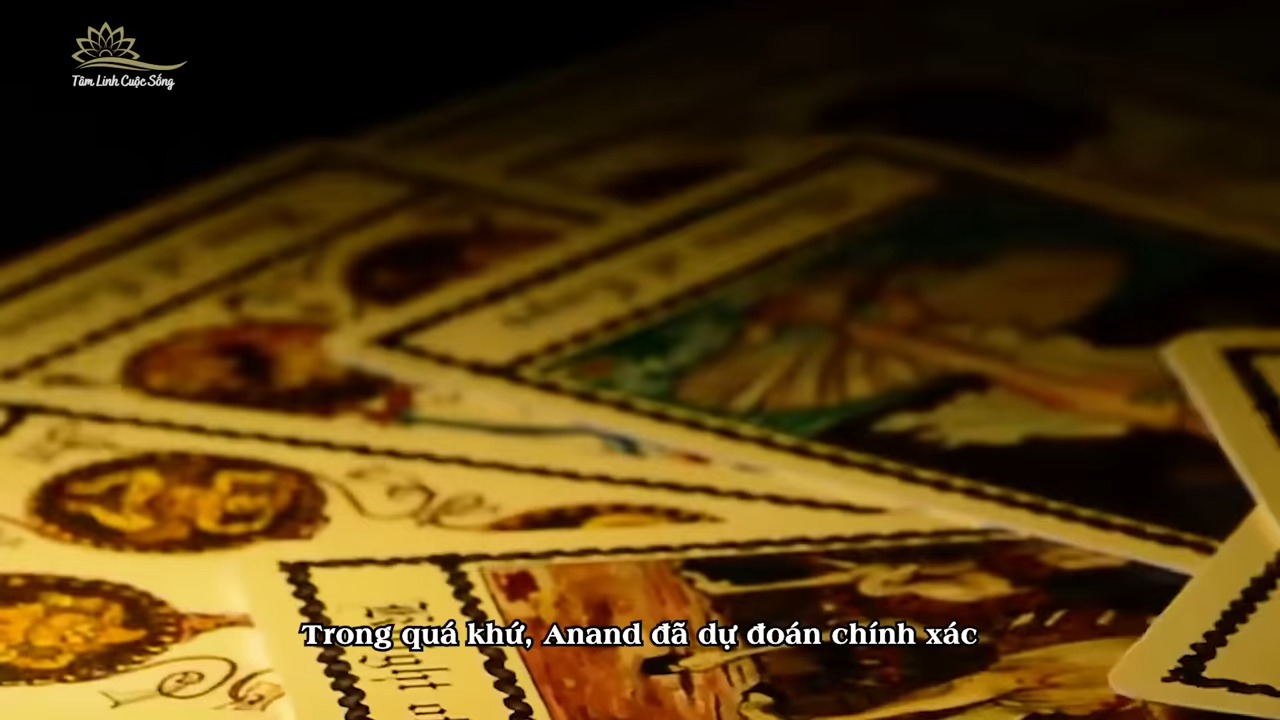 Tâm Linh Cuộc Sống
Trong quá khứ, Anand đã dự đoán chính xác